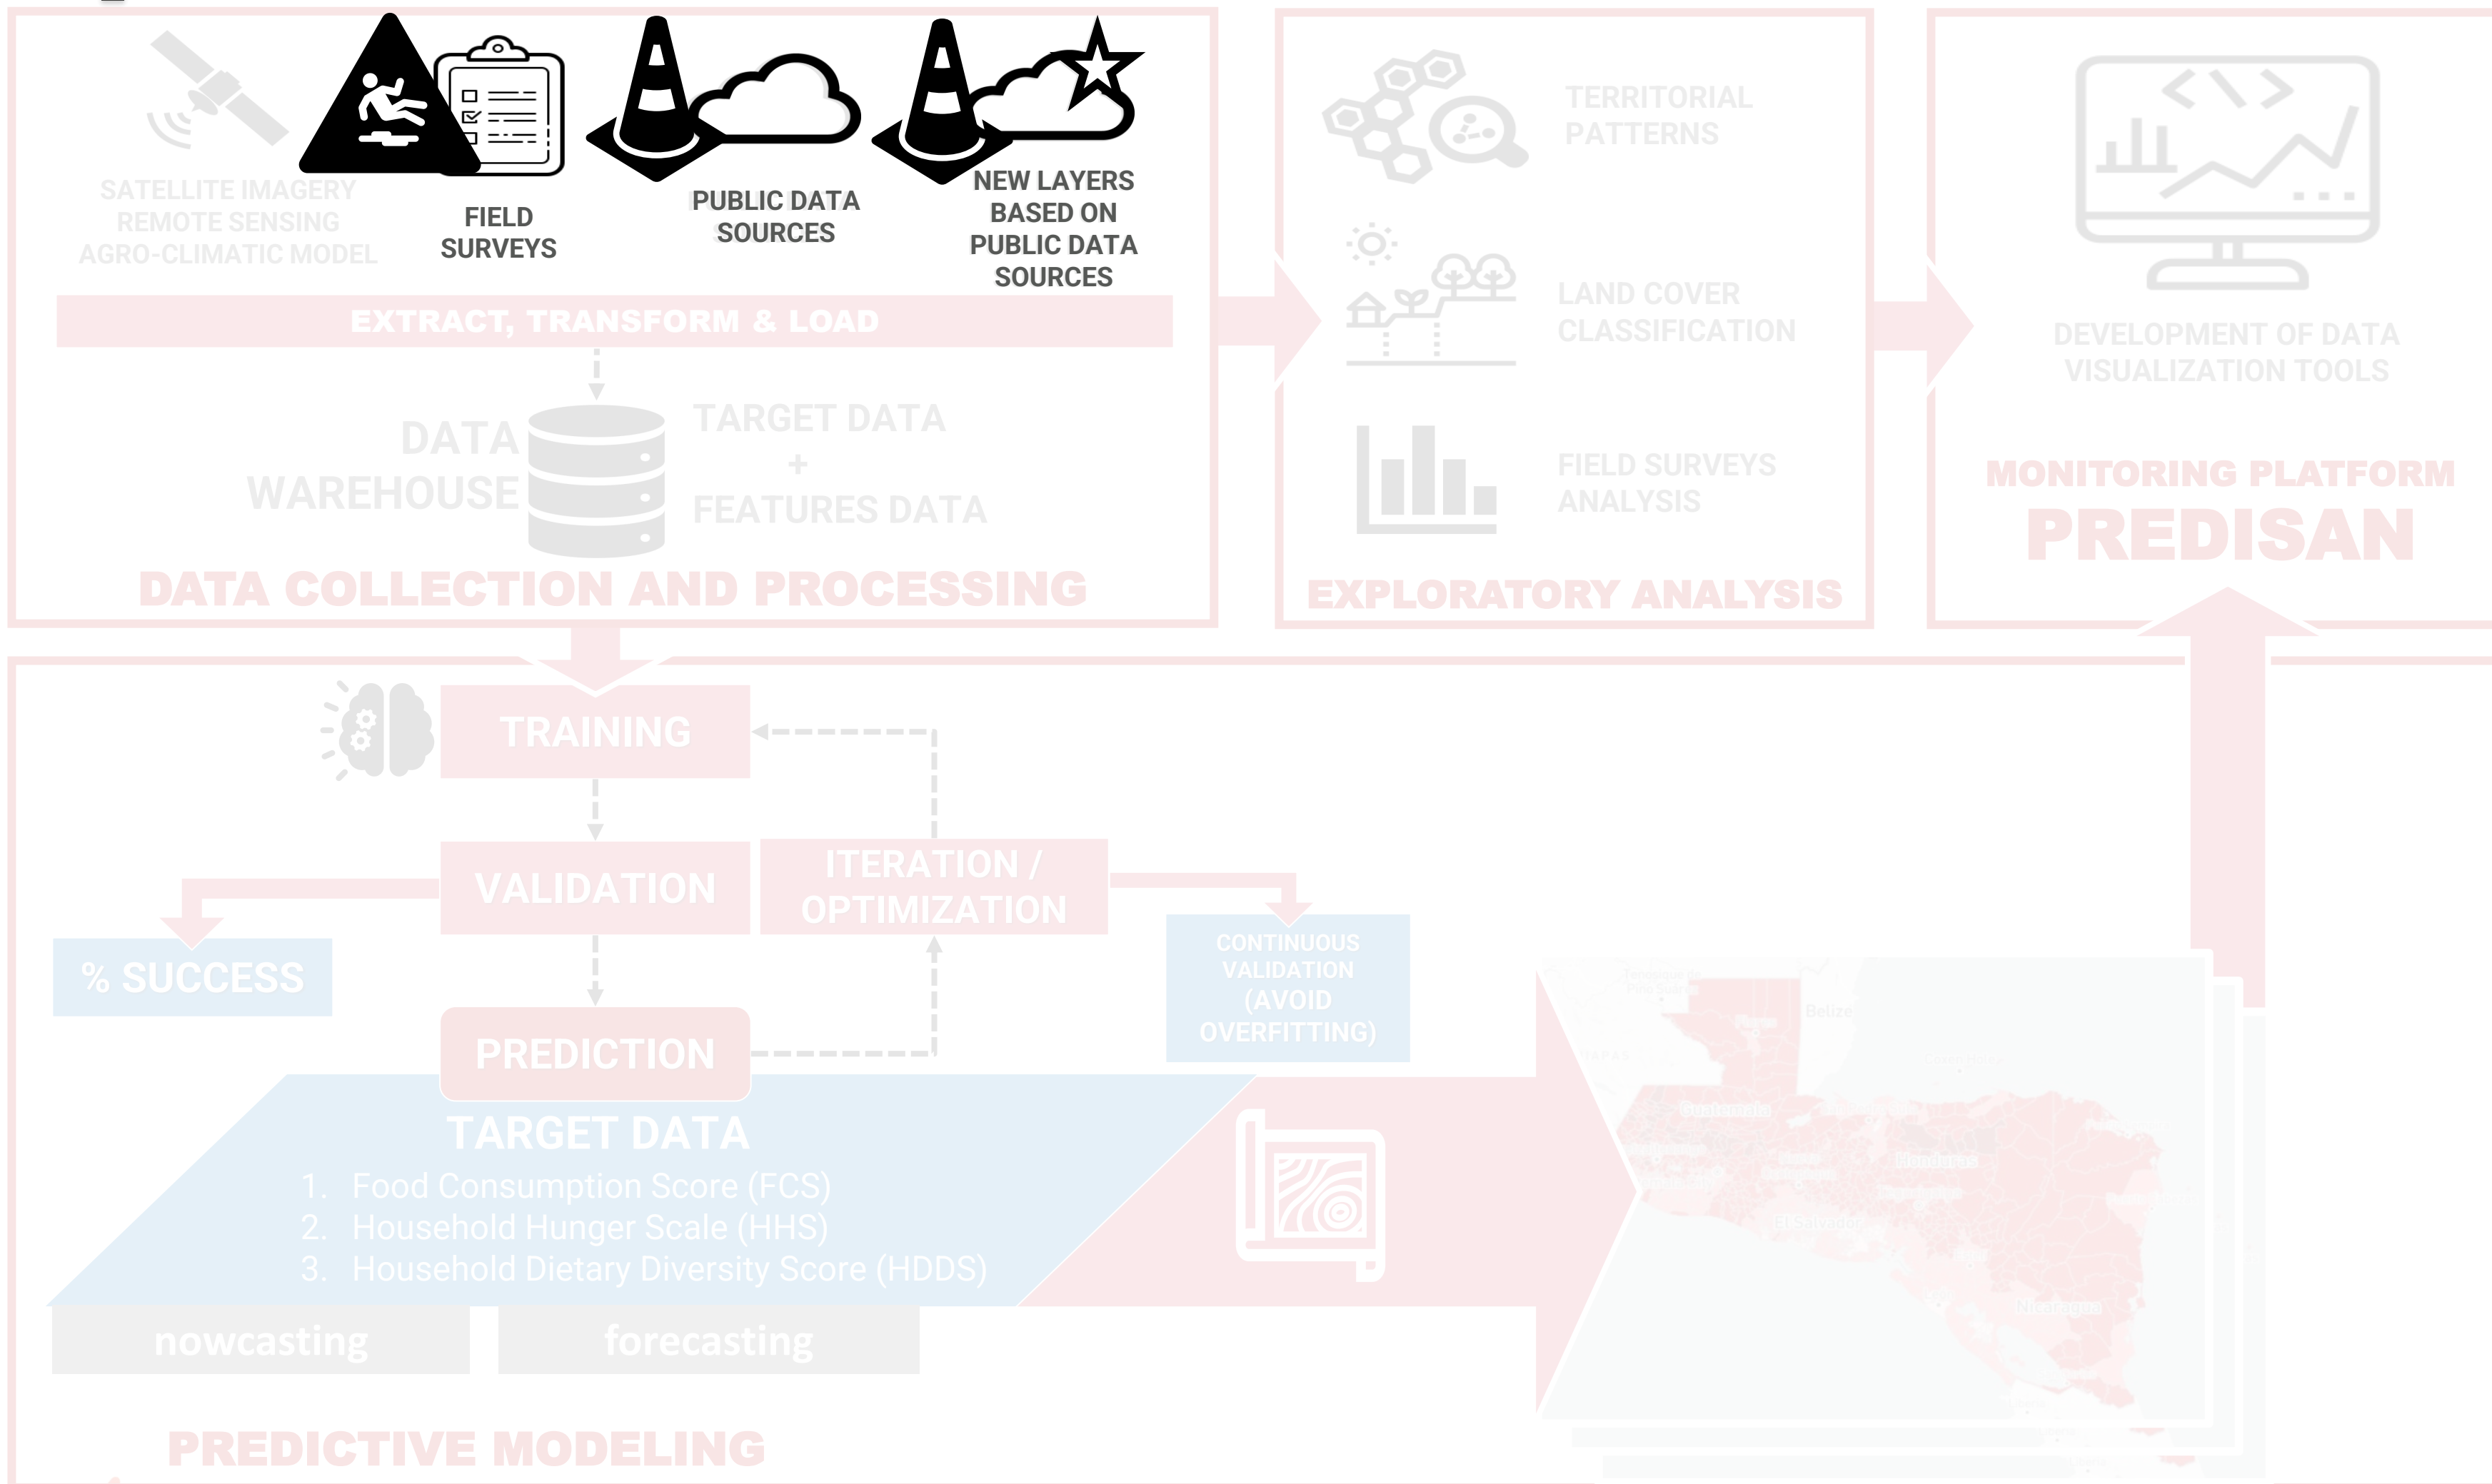 SATELLITE IMAGERY
REMOTE SENSING
AGRO-CLIMATIC MODEL
FIELD
SURVEYS
PUBLIC DATA
SOURCES
NEW LAYERS
BASED ON
PUBLIC DATA
SOURCES
EXTRACT, TRANSFORM & LOAD
DATA
WAREHOUSE
TARGET DATA
+
FEATURES DATA
DATA COLLECTION AND PROCESSING
TERRITORIAL
PATTERNS
LAND COVER
CLASSIFICATION
FIELD SURVEYS
ANALYSIS
EXPLORATORY ANALYSIS
DEVELOPMENT OF DATA
VISUALIZATION TOOLS
MONITORING PLATFORM
PREDISAN
TRAINING
VALIDATION
ITERATION /
OPTIMIZATION
% SUCCESS
CONTINUOUS
VALIDATION
(AVOID
OVERFITTING)
PREDICTION
TARGET DATA
1. Food Consumption Score (FCS)
2. Household Hunger Scale (HHS)
3. Household Dietary Diversity Score (HDDS)
nowcasting
forecasting
PREDICTIVE MODELING
Belize
Guatemala
Honduras
El Salvador
Nicaragua